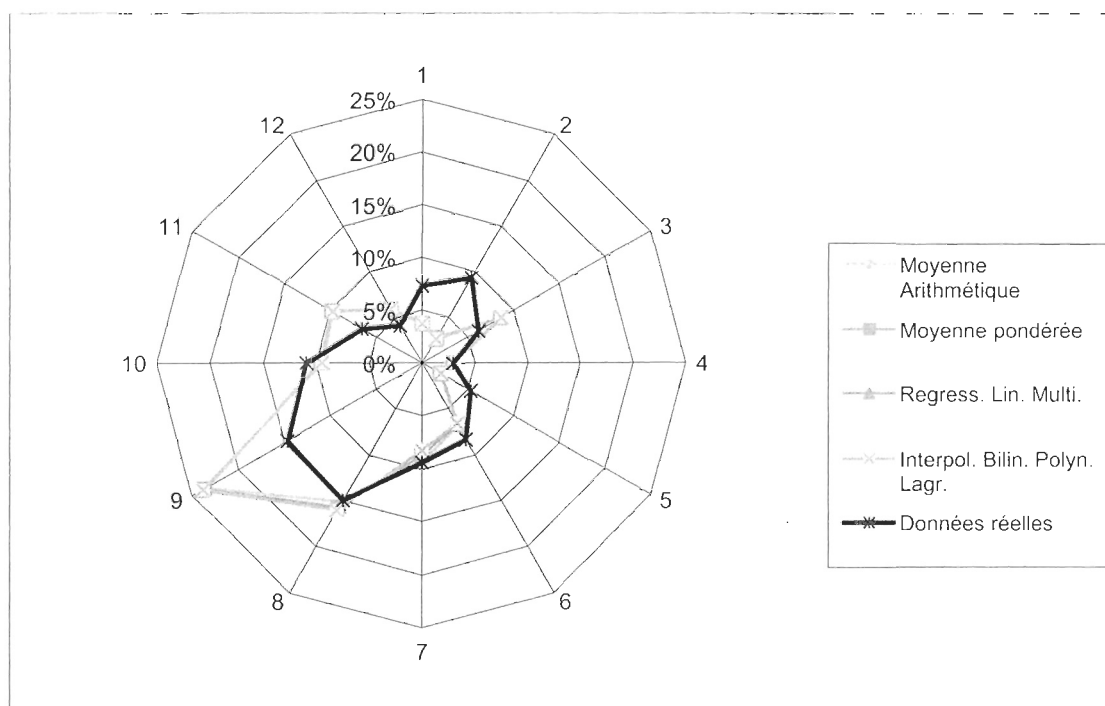 1
25%
12
2
20%
11
15%
3
10%
5%
10
0%
4
9
5
8
6
7
Moyenne
Arithmétique
Moyenne pondérée
Regress. Lin. Multi.
Interpol. Bilin. Polyn.
Lagr.
Données réelles